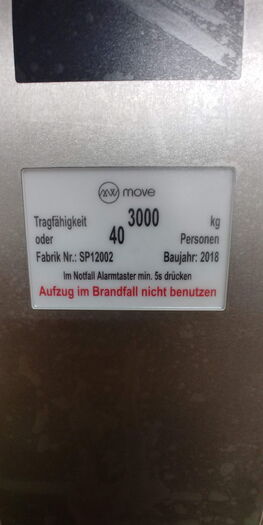 move
Tragfähigkeit 3000 kg
oder 40 Personen
Fabrik Nr.: SP12002 Baujahr: 2018
Im Notfall Alarmtaster min. 5s drücken
Aufzug im Brandfall nicht benutzen